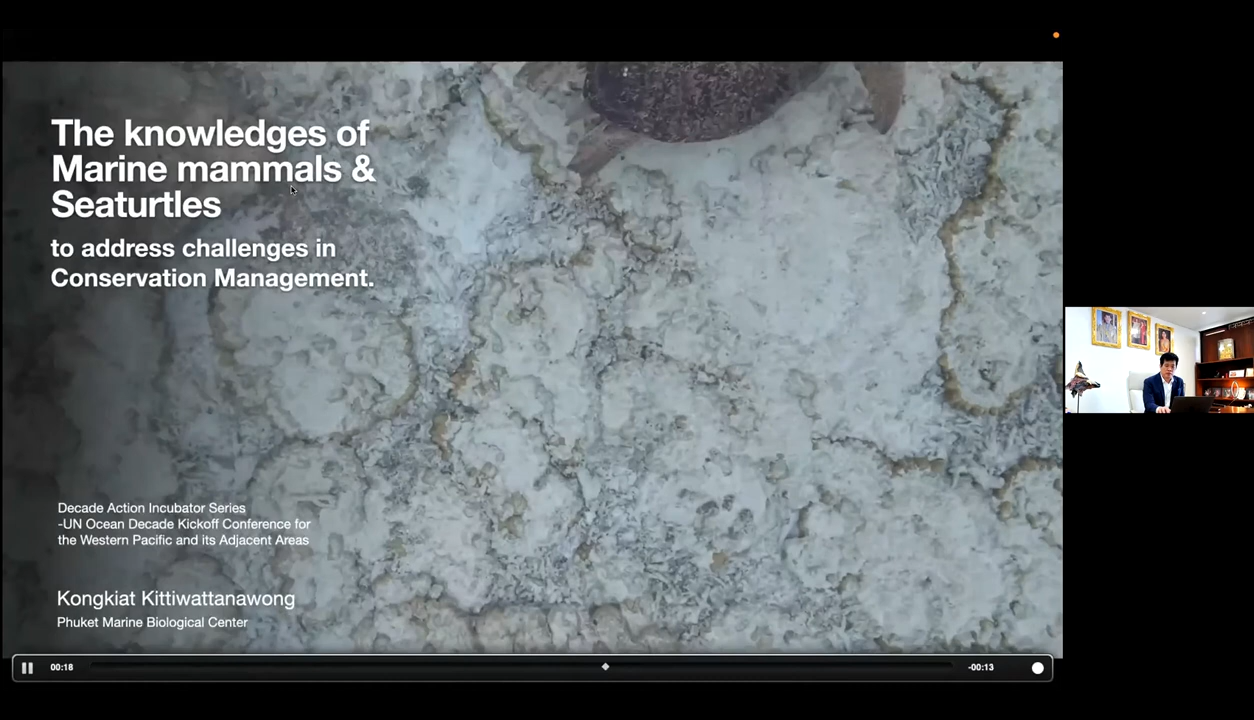 The knowledges of
Marine mammals &
Seaturtles
to address challenges in
Conservation Management.
Decade Action Incubator Series
-UN Ocean Decade Kickoff Conference for
the Western Pacific and its Adjacent Areas
Kongkiat Kittiwattanawong
Phuket Marine Biological Center
00:18
-00:13